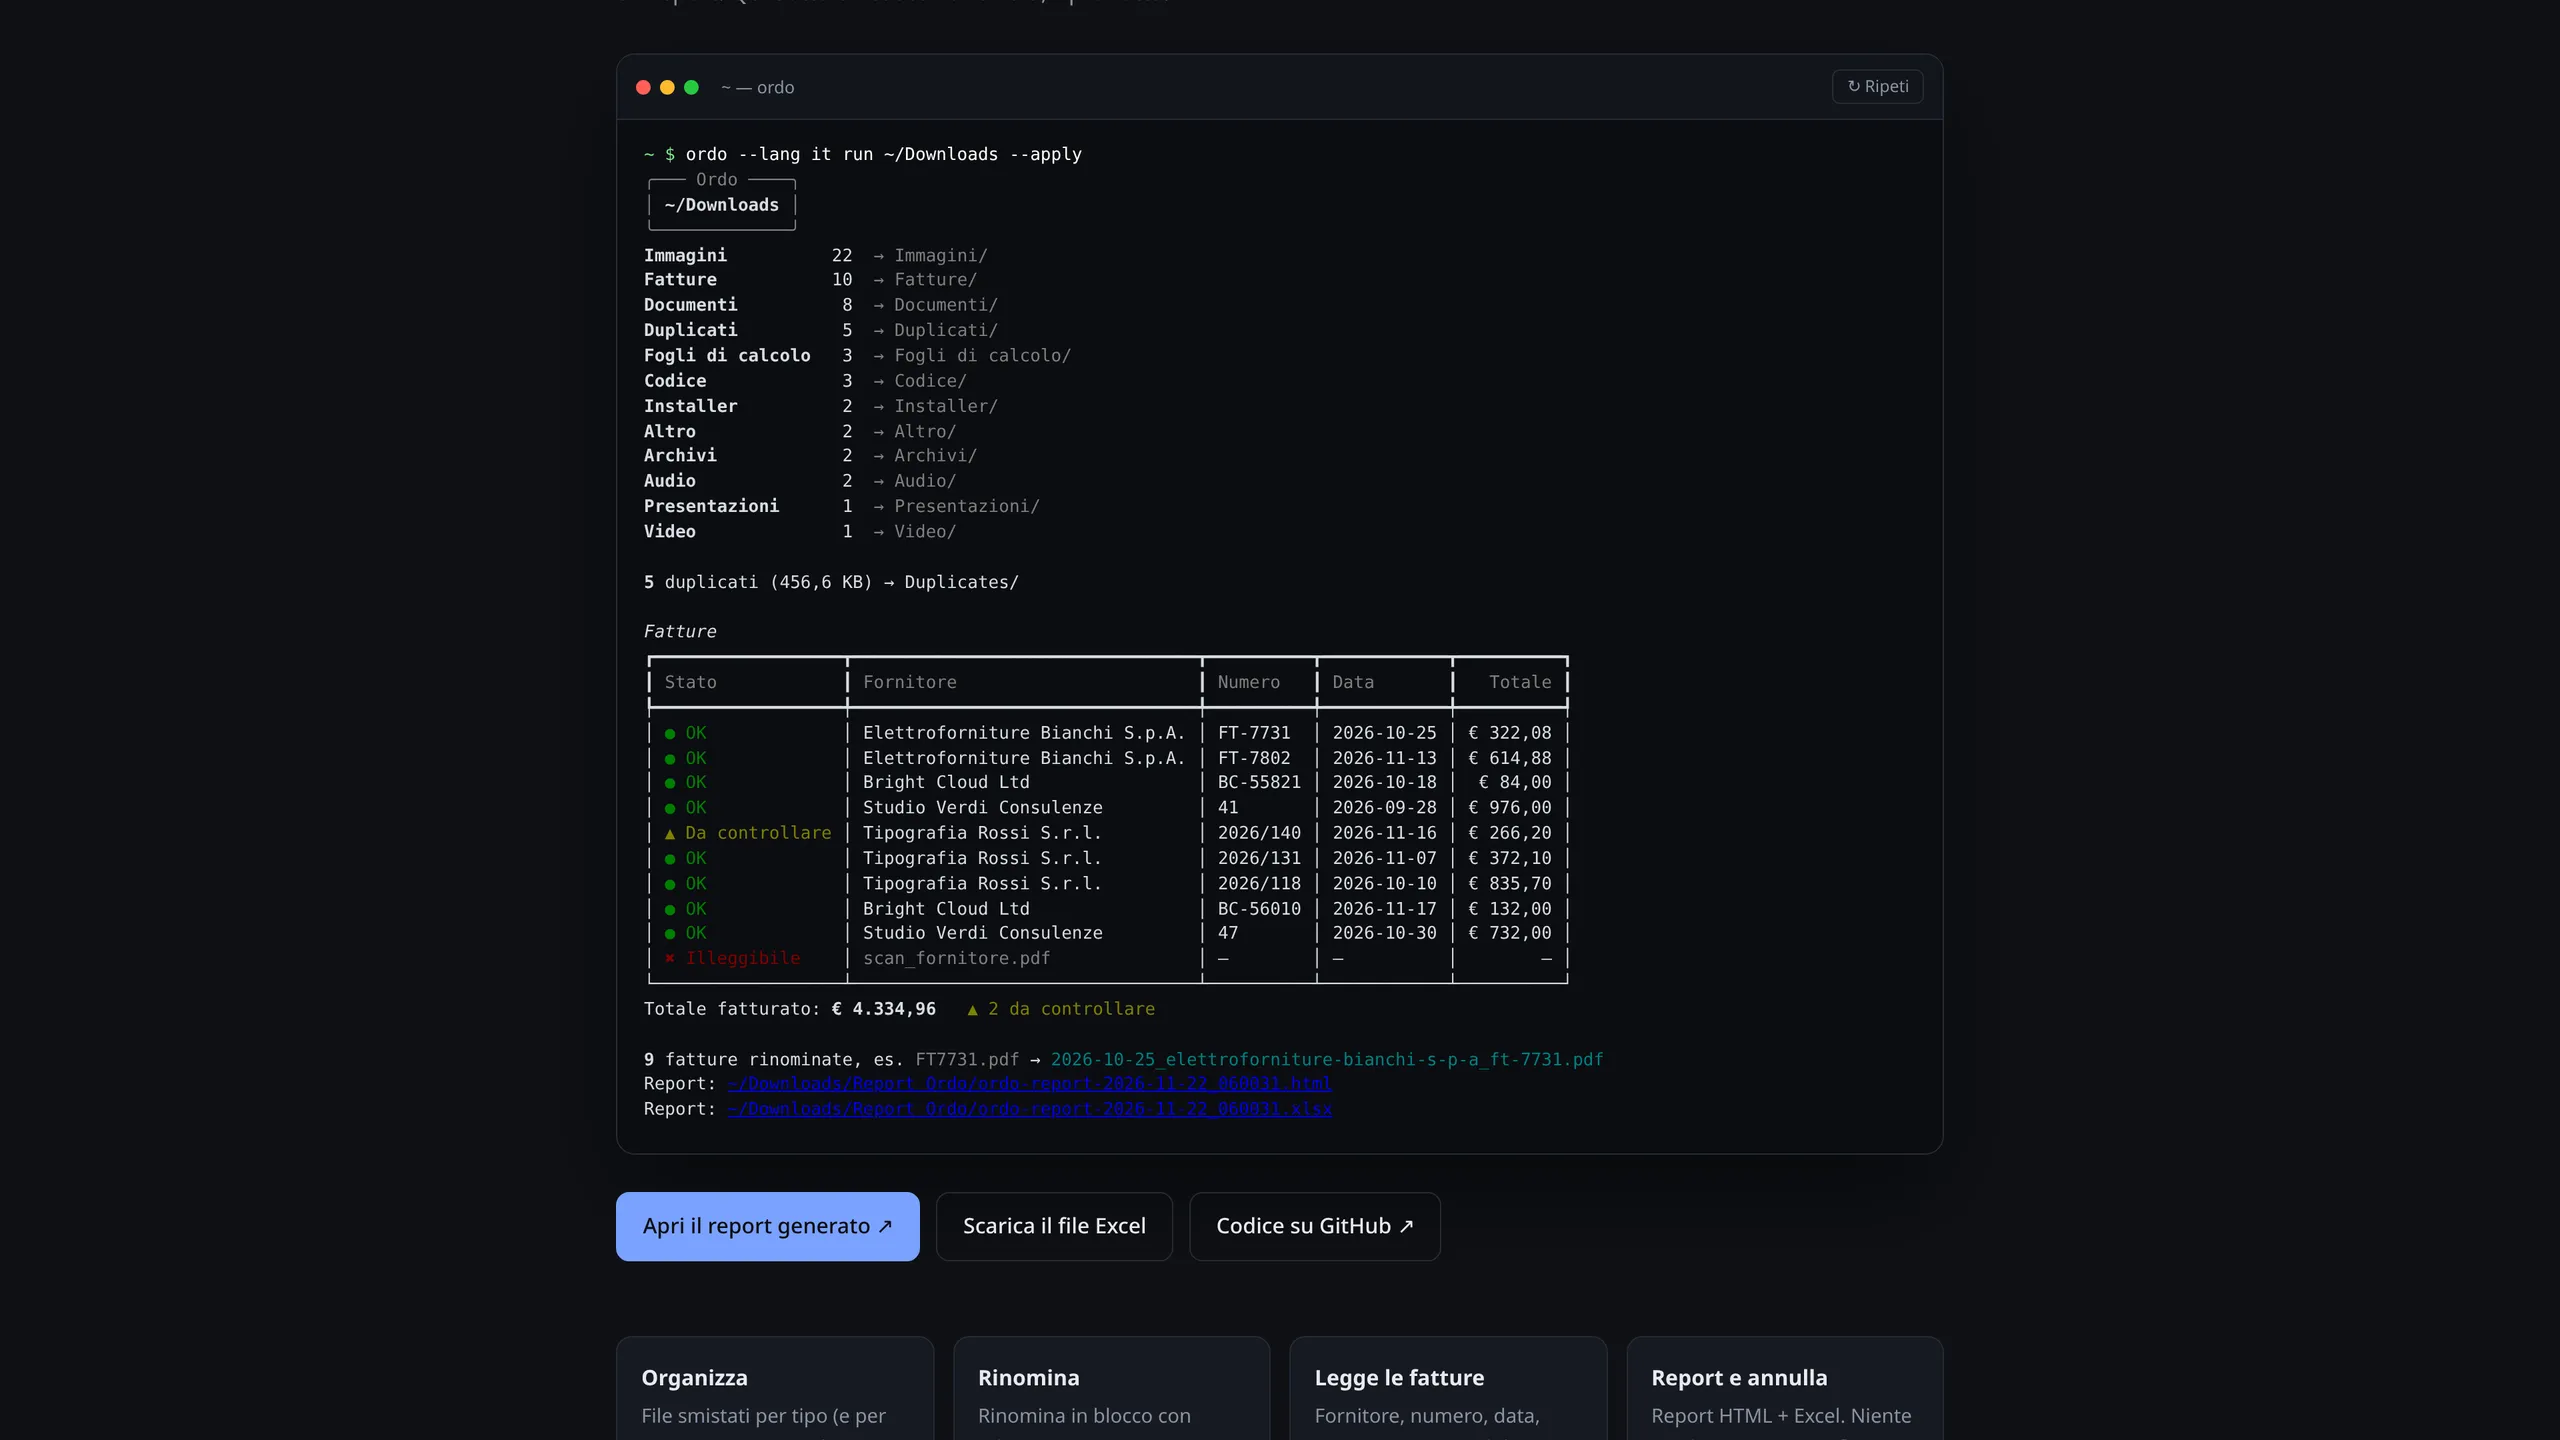 ~ — ordo
↻ Ripeti
~ $ ordo --lang it run ~/Downloads --apply
Ordo
~/Downloads
Immagini 22 → Immagini/
Fatture 10 → Fatture/
Documenti 8 → Documenti/
Duplicati 5 → Duplicati/
Fogli di calcolo 3 → Fogli di calcolo/
Codice 3 → Codice/
Installer 2 → Installer/
Altro 2 → Altro/
Archivi 2 → Archivi/
Audio 2 → Audio/
Presentazioni 1 → Presentazioni/
Video 1 → Video/
5 duplicati (456,6 KB) → Duplicates/
Fatture
Stato Fornitore Numero Data Totale
● OK Elettroforniture Bianchi S.p.A. FT-7731 2026-10-25 € 322,08
● OK Elettroforniture Bianchi S.p.A. FT-7802 2026-11-13 € 614,88
● OK Bright Cloud Ltd BC-55821 2026-10-18 € 84,00
● OK Studio Verdi Consulenze 41 2026-09-28 € 976,00
▲ Da controllare Tipografia Rossi S.r.l. 2026/140 2026-11-16 € 266,20
● OK Tipografia Rossi S.r.l. 2026/131 2026-11-07 € 372,10
● OK Tipografia Rossi S.r.l. 2026/118 2026-10-10 € 835,70
● OK Bright Cloud Ltd BC-56010 2026-11-17 € 132,00
● OK Studio Verdi Consulenze 47 2026-10-30 € 732,00
✖ Illeggibile scan_fornitore.pdf — — —
Totale fatturato: € 4.334,96 ▲ 2 da controllare
9 fatture rinominate, es. FT7731.pdf → 2026-10-25_elettroforniture-bianchi-s-p-a_ft-7731.pdf
Report: ~/Downloads/Report Ordo/ordo-report-2026-11-22_060031.html
Report: ~/Downloads/Report Ordo/ordo-report-2026-11-22_060031.xlsx
Apri il report generato ↗
Scarica il file Excel
Codice su GitHub ↗
Organizza
File smistati per tipo (e per
Rinomina
Rinomina in blocco con
Legge le fatture
Fornitore, numero, data,
Report e annulla
Report HTML + Excel. Niente